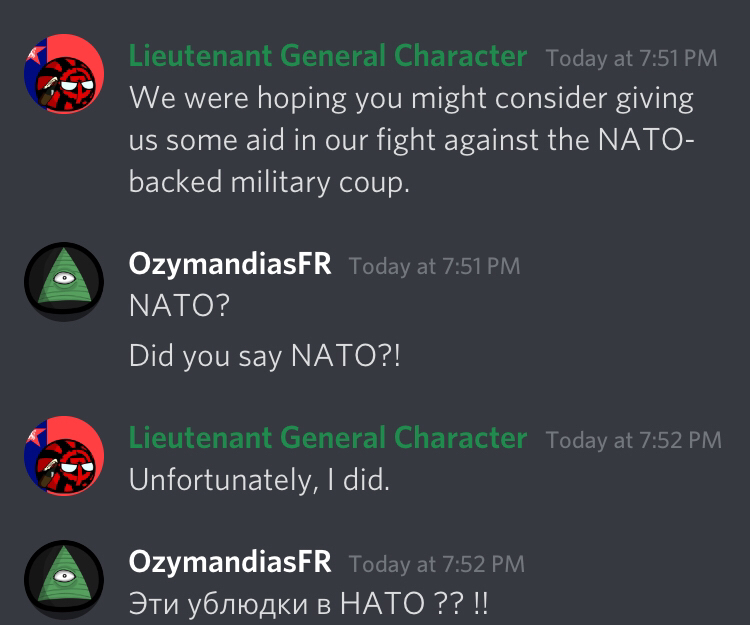 Lieutenant General Character Today at 7:51 PM
We were hoping you might consider giving
us some aid in our fight against the NATO-
backed military coup.
OzymandiasFR Today at 7:51 PM
NATO?
Did you say NATO?!
Lieutenant General Character Today at 7:52 PM
Unfortunately, I did.
OzymandiasFR Today at 7:52 PM
Эти ублюдки в НАТО ?? !!